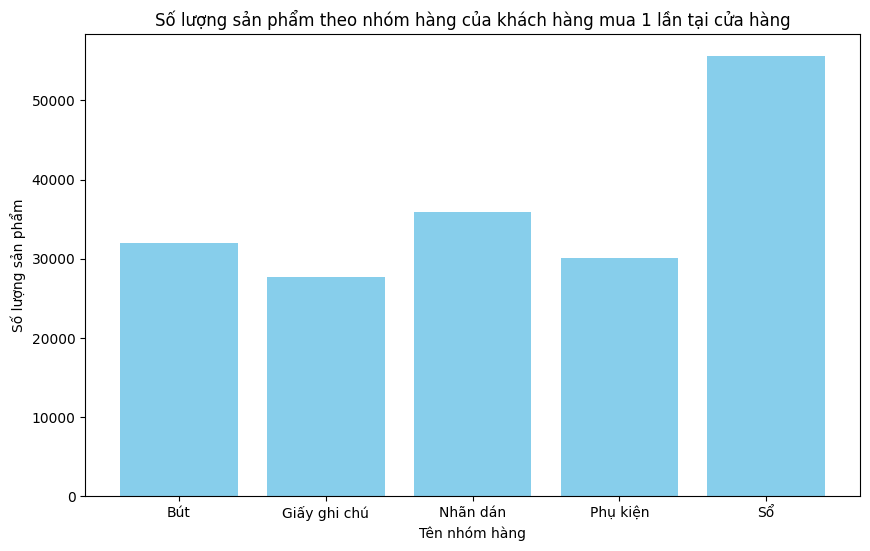 Số lượng sản phẩm theo nhóm hàng của khách hàng mua 1 lần tại cửa hàng
Số lượng sản phẩm
50000
40000
30000
20000
10000
0
Bút Giấy ghi chú Nhãn dán Phụ kiện Sổ
Tên nhóm hàng